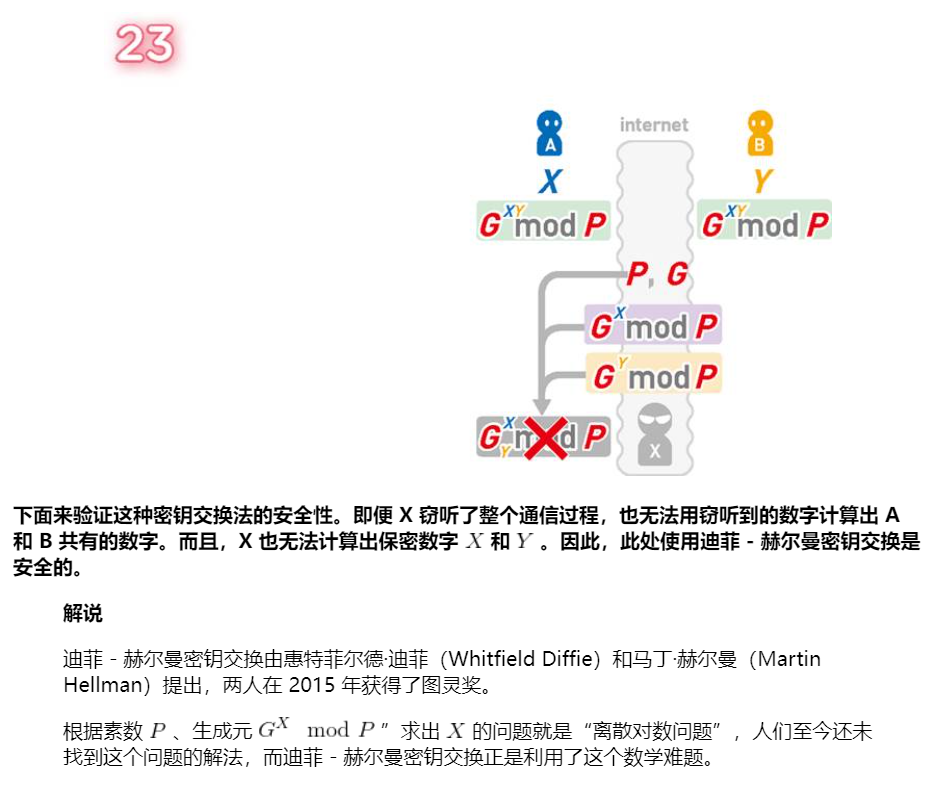 23
internet
A
B
X
Y
G^XY mod P
G^XY mod P
P, G
G^X mod P
G^Y mod P
G^X_Y mod P
X
下面来验证这种密钥交换法的安全性。即便 X 窃听了整个通信过程，也无法用窃听到的数字计算出 A
和 B 共有的数字。而且，X 也无法计算出保密数字 X 和 Y 。因此，此处使用迪菲 - 赫尔曼密钥交换是
安全的。
解说
迪菲 - 赫尔曼密钥交换由惠特菲尔德·迪菲（Whitfield Diffie）和马丁·赫尔曼（Martin
Hellman）提出，两人在 2015 年获得了图灵奖。
根据素数 P 、生成元 G^X mod P ” 求出 X 的问题就是“离散对数问题”，人们至今还未
找到这个问题的解法，而迪菲 - 赫尔曼密钥交换正是利用了这个数学难题。